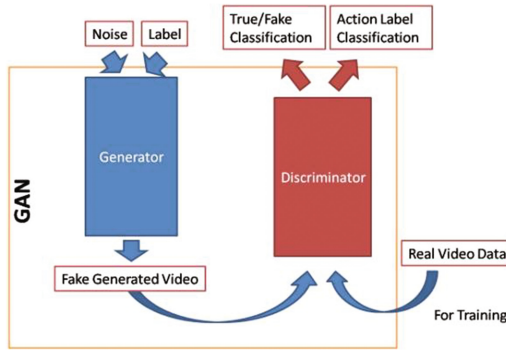 True/Fake
Classification
Action Label
Classification
Noise
Label
Generator
Discriminator
GAN
Fake Generated Video
Real Video Data
For Training